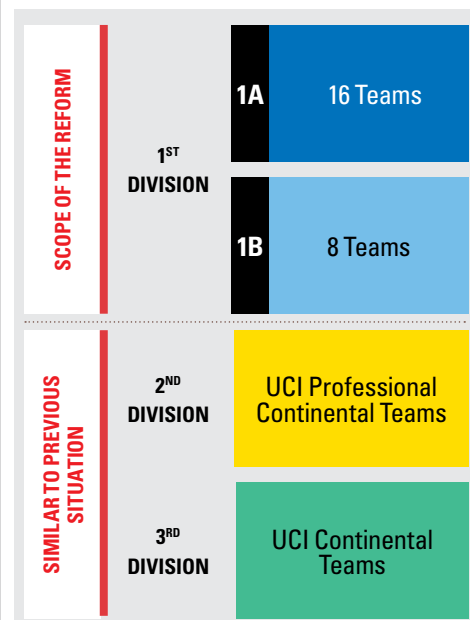 SCOPE OF THE REFORM
1ST
DIVISION
1A
16 Teams
1B
8 Teams
SIMILAR TO PREVIOUS
SITUATION
2ND
DIVISION
UCI Professional
Continental Teams
3RD
DIVISION
UCI Continental
Teams